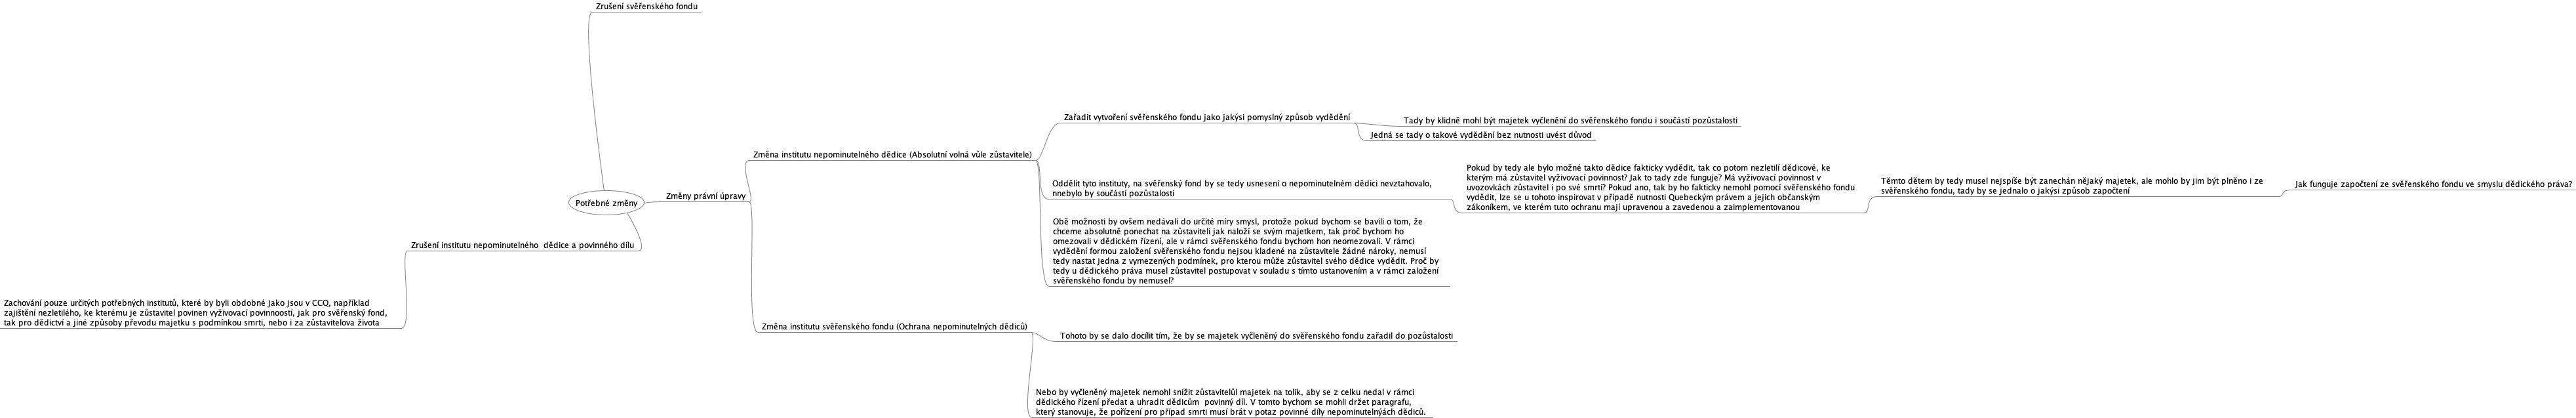 Zrušení svěřenského fondu
Potřebné změny
Změny právní úpravy
Změna institutu nepominutelného dědice (Absolutní volná vůle zůstavitele)
Zařadit vytvoření svěřenského fondu jako jakýsi pomyslný způsob vydědění
Tady by klidně mohl být majetek vyčlenění do svěřenského fondu i součástí pozůstalosti
Jedná se tady o takové vydědění bez nutnosti uvést důvod
Oddělit tyto instituty, na svěřenský fond by se tedy usnesení o nepominutelném dědici nevztahovalo,
nnebylo by součástí pozůstalosti
Pokud by tedy ale bylo možné takto dědice fakticky vydědit, tak co potom nezletilí dědicové, ke
kterým má zůstavitel vyživovací povinnost? Jak to tady zde funguje? Má vyživovací povinnost v
uvozovkách zůstavitel i po své smrti? Pokud ano, tak by ho fakticky nemohl pomocí svěřenského fondu
vydědit, lze se u tohoto inspirovat v případě nutnosti Quebeckým právem a jejich občanským
zákoníkem, ve kterém tuto ochranu mají upravenou a zavedenou a zaimplementovanou
Těmto dětem by tedy musel nejspíše být zanechán nějaký majetek, ale mohlo by jim být plněno i ze
svěřenského fondu, tady by se jednalo o jakýsi způsob započtení
Jak funguje započtení ze svěřenského fondu ve smyslu dědického práva?
Obě možnosti by ovšem nedávali do určité míry smysl, protože pokud bychom se bavili o tom, že
chceme absolutně ponechat na zůstaviteli jak naloží se svým majetkem, tak proč bychom ho
omezovali v dědickém řízení, ale v rámci svěřenského fondu bychom hon neomezovali. V rámci
vydědění formou založení svěřenského fondu nejsou kladené na zůstavitele žádné nároky, nemusí
tedy nastat jedna z vymezených podmínek, pro kterou může zůstavitel svého dědice vydědit. Proč by
tedy u dědického práva musel zůstavitel postupovat v souladu s tímto ustanovením a v rámci založení
svěřenského fondu by nemusel?
Změna institutu svěřenského fondu (Ochrana nepominutelných dědiců)
Tohoto by se dalo docílit tím, že by se majetek vyčleněný do svěřenského fondu zařadil do pozůstalosti
Nebo by vyčleněný majetek nemohl snížit zůstavitelůl majetek na tolik, aby se z celku nedal v rámci
dědického řízení předat a uhradit dědicům  povinný díl. V tomto bychom se mohli držet paragrafu,
který stanovuje, že pořízení pro případ smrti musí brát v potaz povinné díly nepominutelnýách dědiců.
Zrušení institutu nepominutelného  dědice a povinného dílu
Zachování pouze určitých potřebných institutů, které by byli obdobné jako jsou v CCQ, například
zajištění nezletilého, ke kterému je zůstavitel povinen vyživovací povinností, jak pro svěřenský fond,
tak pro dědictví a jiné způsoby převodu majetku s podmínkou smrti, nebo i za zůstavitelova života